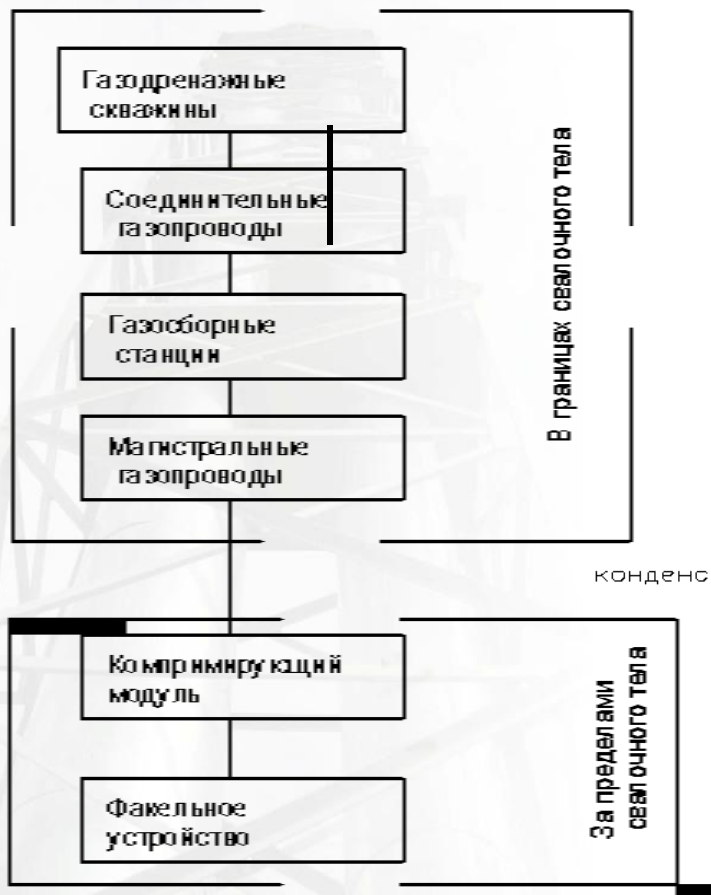 Газодренажные
скважины
Соединительные
газопроводы
Газосборные
станции
Магистральные
газопроводы
В границах свалочного тела
конденс
Компримирующий
модуль
Факельное
устройство
За пределами
свалочного тела